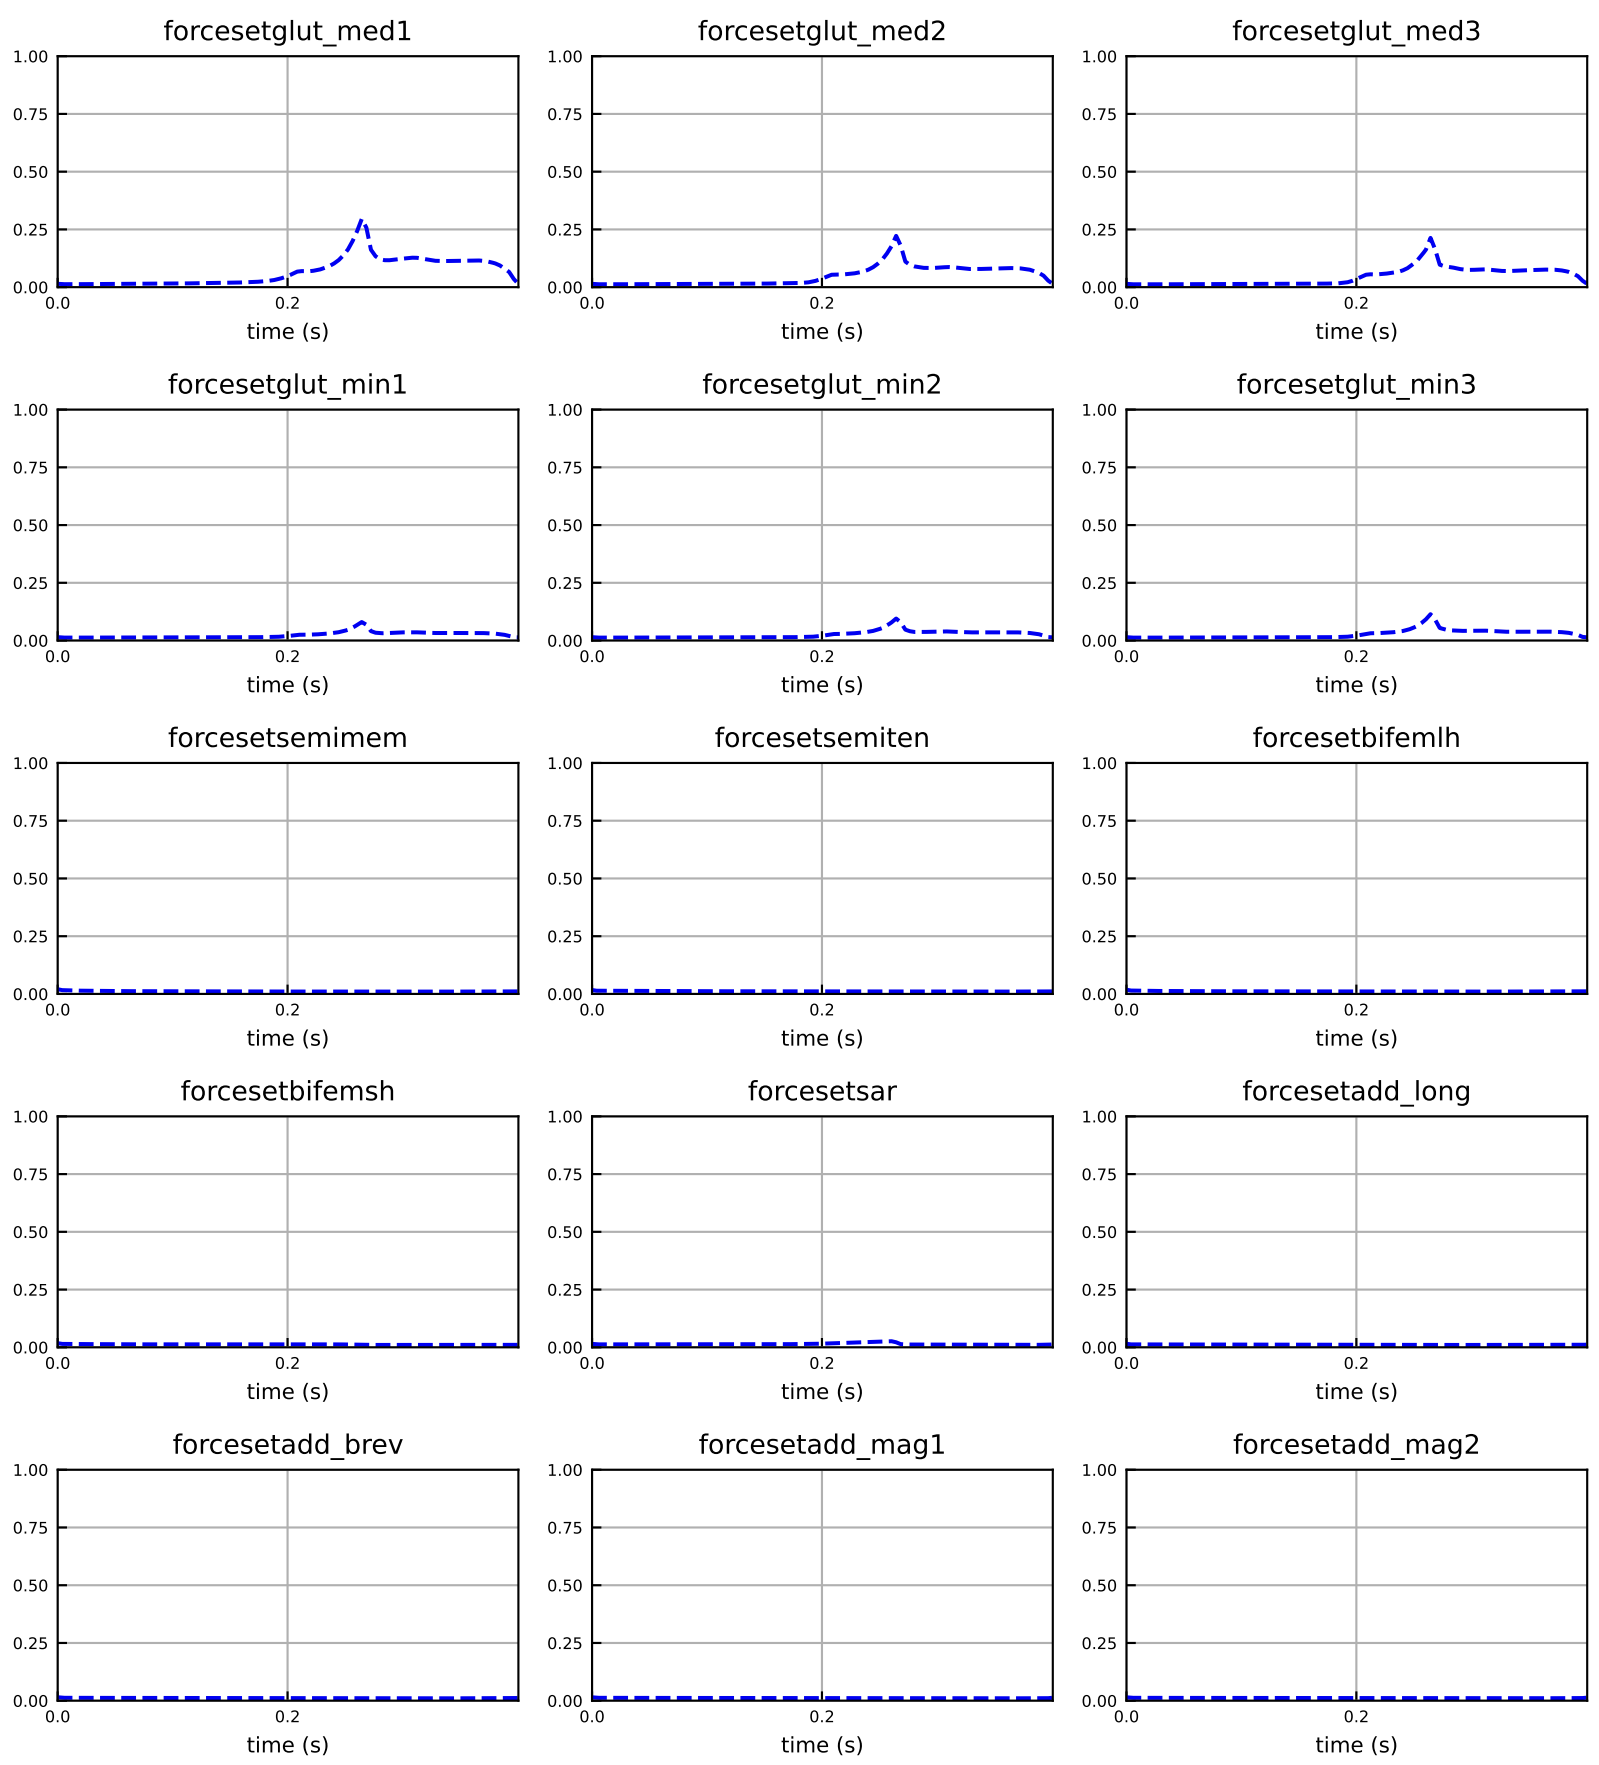 forcesetglut_med1 forcesetglut_med2 forcesetglut_med3
1.00 1.00 1.00
0.75 0.75 0.75
0.50 0.50 0.50
0.25 0.25 0.25
0.00 0.00 0.00
0.0 0.2 0.0 0.2 0.0 0.2
time (s) time (s) time (s)
forcesetglut_min1 forcesetglut_min2 forcesetglut_min3
1.00 1.00 1.00
0.75 0.75 0.75
0.50 0.50 0.50
0.25 0.25 0.25
0.00 0.00 0.00
0.0 0.2 0.0 0.2 0.0 0.2
time (s) time (s) time (s)
forcesetsemimem forcesetsemiten forcesetbifemlh
1.00 1.00 1.00
0.75 0.75 0.75
0.50 0.50 0.50
0.25 0.25 0.25
0.00 0.00 0.00
0.0 0.2 0.0 0.2 0.0 0.2
time (s) time (s) time (s)
forcesetbifemsh forcesetsar forcesetadd_long
1.00 1.00 1.00
0.75 0.75 0.75
0.50 0.50 0.50
0.25 0.25 0.25
0.00 0.00 0.00
0.0 0.2 0.0 0.2 0.0 0.2
time (s) time (s) time (s)
forcesetadd_brev forcesetadd_mag1 forcesetadd_mag2
1.00 1.00 1.00
0.75 0.75 0.75
0.50 0.50 0.50
0.25 0.25 0.25
0.00 0.00 0.00
0.0 0.2 0.0 0.2 0.0 0.2
time (s) time (s) time (s)